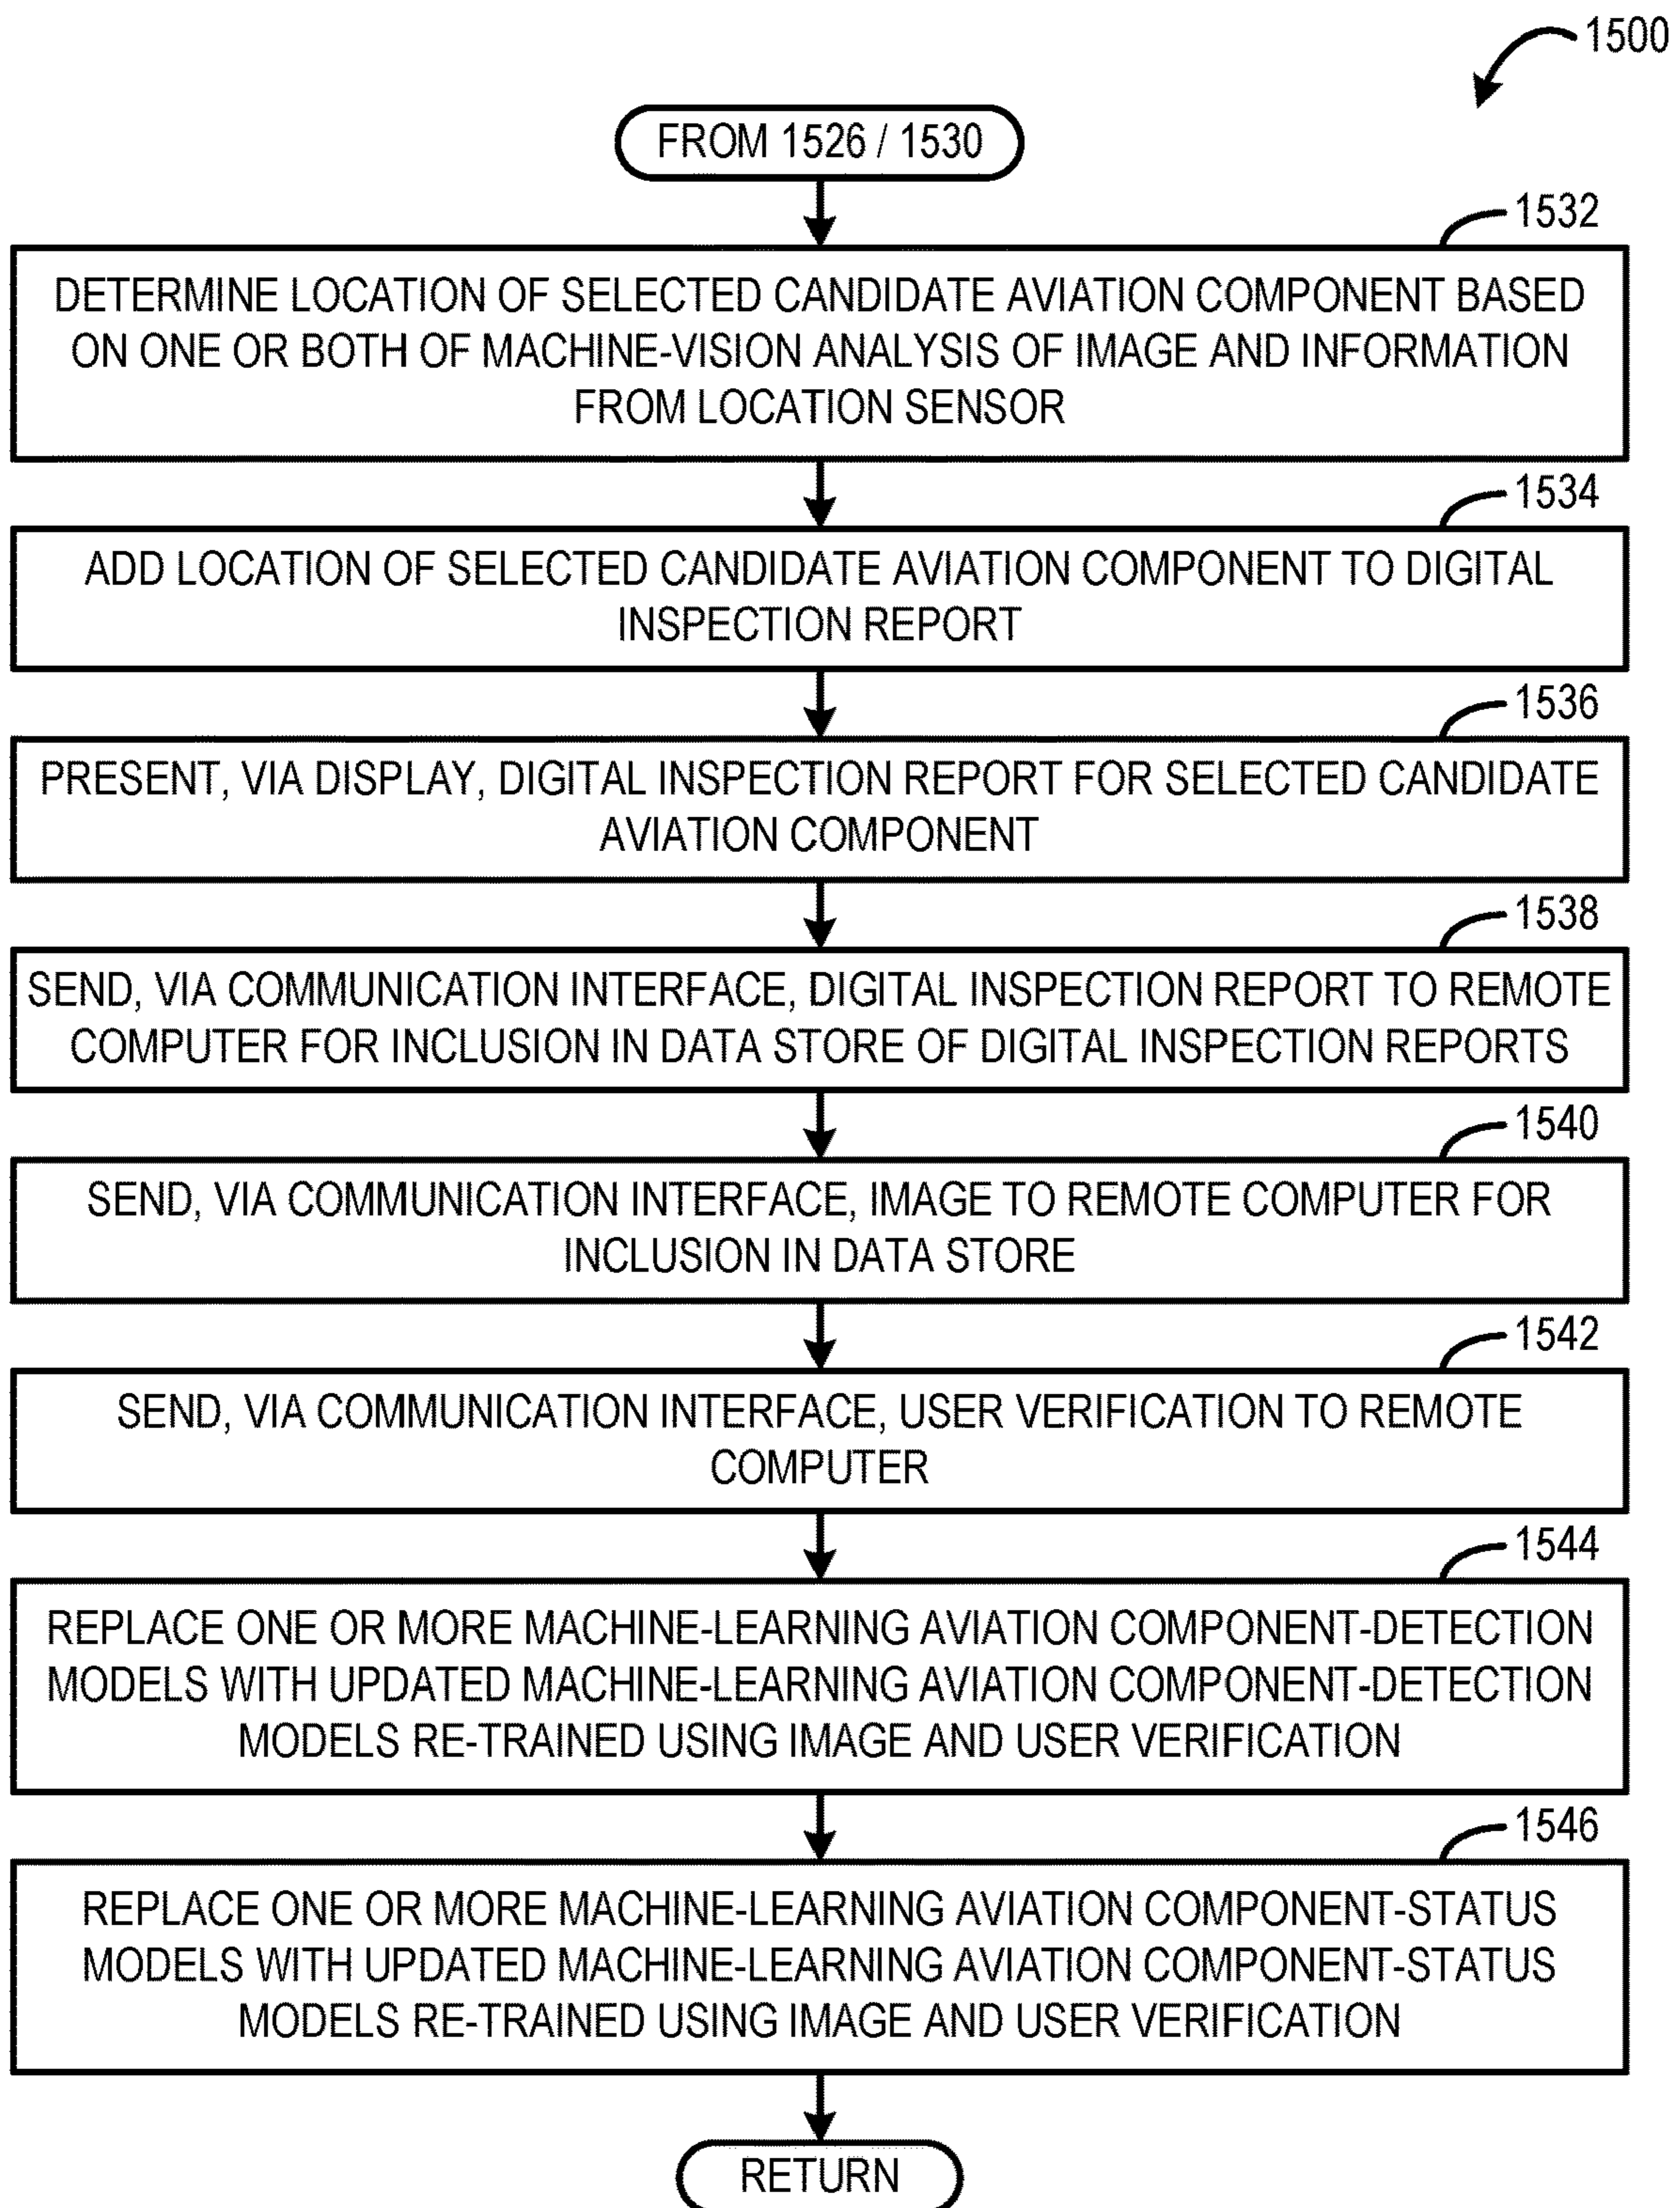 1500
FROM 1526 / 1530
1532
DETERMINE LOCATION OF SELECTED CANDIDATE AVIATION COMPONENT BASED
ON ONE OR BOTH OF MACHINE-VISION ANALYSIS OF IMAGE AND INFORMATION
FROM LOCATION SENSOR
1534
ADD LOCATION OF SELECTED CANDIDATE AVIATION COMPONENT TO DIGITAL
INSPECTION REPORT
1536
PRESENT, VIA DISPLAY, DIGITAL INSPECTION REPORT FOR SELECTED CANDIDATE
AVIATION COMPONENT
1538
SEND, VIA COMMUNICATION INTERFACE, DIGITAL INSPECTION REPORT TO REMOTE
COMPUTER FOR INCLUSION IN DATA STORE OF DIGITAL INSPECTION REPORTS
1540
SEND, VIA COMMUNICATION INTERFACE, IMAGE TO REMOTE COMPUTER FOR
INCLUSION IN DATA STORE
1542
SEND, VIA COMMUNICATION INTERFACE, USER VERIFICATION TO REMOTE
COMPUTER
1544
REPLACE ONE OR MORE MACHINE-LEARNING AVIATION COMPONENT-DETECTION
MODELS WITH UPDATED MACHINE-LEARNING AVIATION COMPONENT-DETECTION
MODELS RE-TRAINED USING IMAGE AND USER VERIFICATION
1546
REPLACE ONE OR MORE MACHINE-LEARNING AVIATION COMPONENT-STATUS
MODELS WITH UPDATED MACHINE-LEARNING AVIATION COMPONENT-STATUS
MODELS RE-TRAINED USING IMAGE AND USER VERIFICATION
RETURN